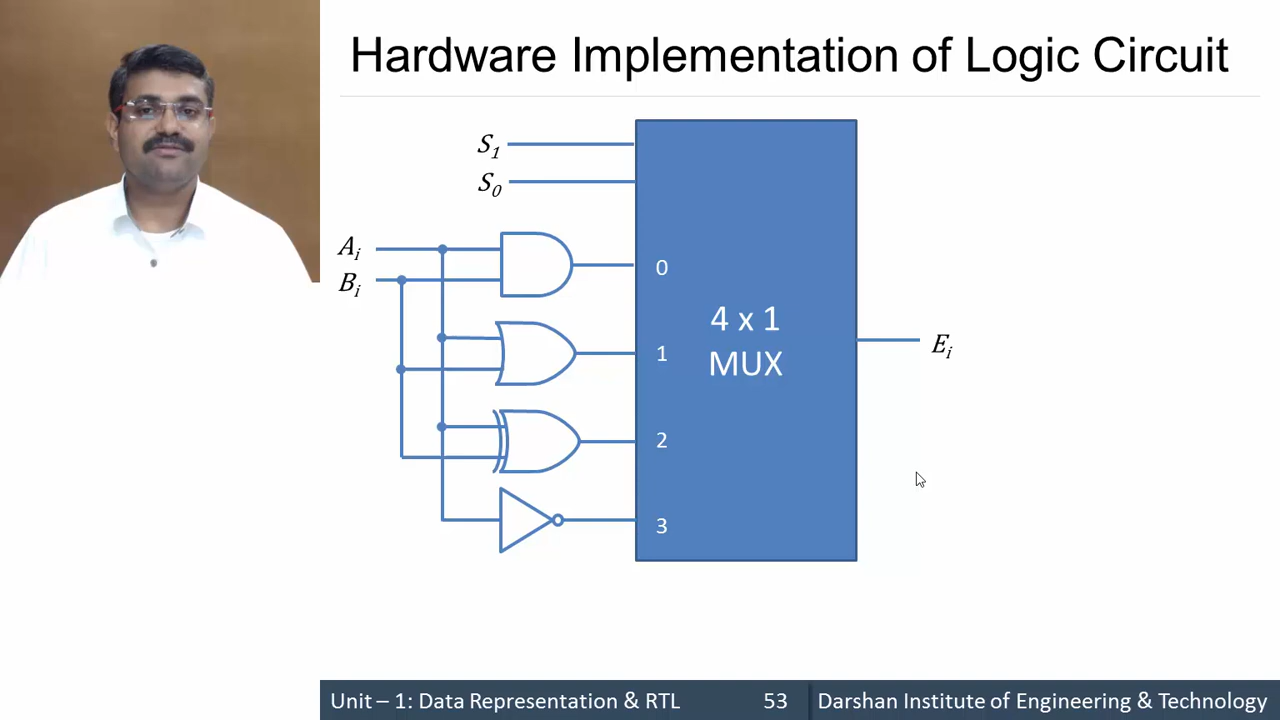 Hardware Implementation of Logic Circuit
S1
S0
Ai
Bi
0
1
2
3
4 x 1
MUX
Ei
Unit – 1: Data Representation & RTL 53 Darshan Institute of Engineering & Technology